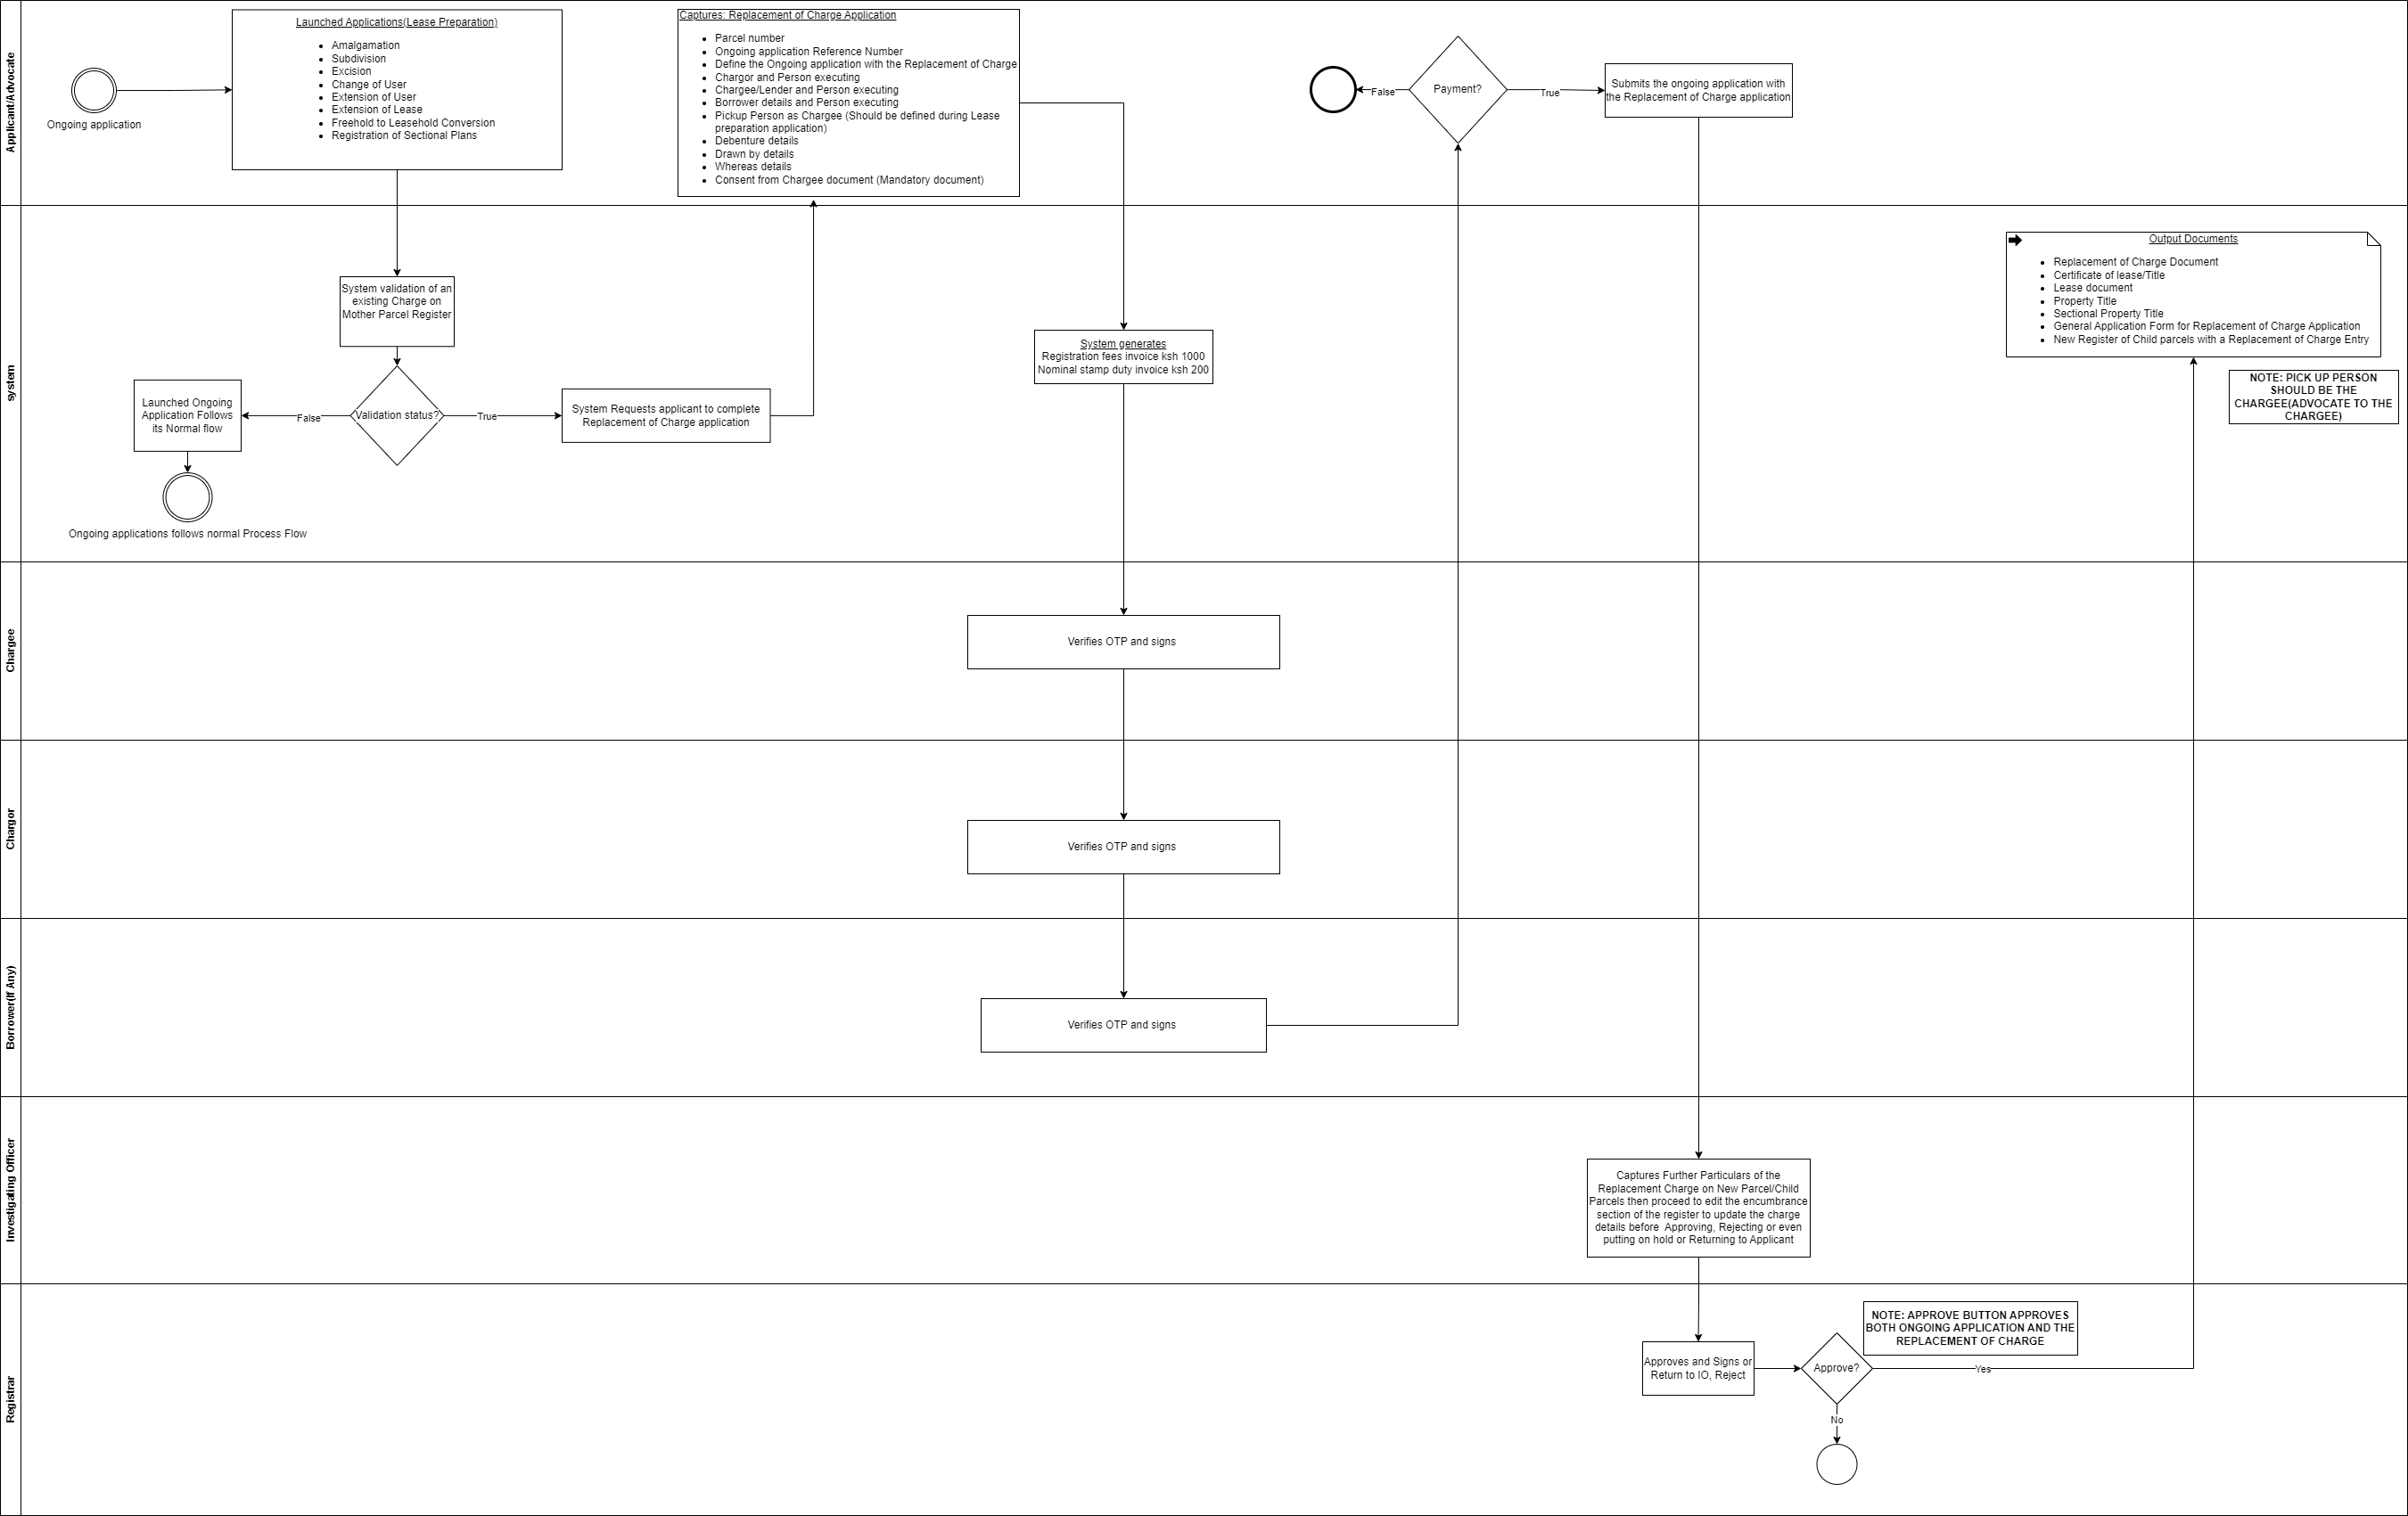 Applicant/Advocate
Ongoing application
Launched Applications(Lease Preparation)
Amalgamation
Subdivision
Excision
Change of User
Extension of User
Extension of Lease
Freehold to Leasehold Conversion
Registration of Sectional Plans
Captures: Replacement of Charge Application
Parcel number
Ongoing application Reference Number
Define the Ongoing application with the Replacement of Charge
Chargor and Person executing
Chargee/Lender and Person executing
Borrower details and Person executing
Pickup Person as Chargee (Should be defined during Lease
preparation application)
Debenture details
Drawn by details
Whereas details
Consent from Chargee document (Mandatory document)
False
Payment?
True
Submits the ongoing application with
the Replacement of Charge application
system
System validation of an
existing Charge on
Mother Parcel Register
Launched Ongoing
Application Follows
its Normal flow
False
Validation status?
True
System Requests applicant to complete
Replacement of Charge application
Ongoing applications follows normal Process Flow
System generates
Registration fees invoice ksh 1000
Nominal stamp duty invoice ksh 200
Output Documents
Replacement of Charge Document
Certificate of lease/Title
Lease document
Property Title
Sectional Property Title
General Application Form for Replacement of Charge Application
New Register of Child parcels with a Replacement of Charge Entry
NOTE: PICK UP PERSON
SHOULD BE THE
CHARGEE(ADVOCATE TO THE
CHARGEE)
Chargee
Verifies OTP and signs
Chargor
Verifies OTP and signs
Borrower(If Any)
Verifies OTP and signs
Investigating Officer
Captures Further Particulars of the
Replacement Charge on New Parcel/Child
Parcels then proceed to edit the encumbrance
section of the register to update the charge
details before Approving, Rejecting or even
putting on hold or Returning to Applicant
Registrar
Approves and Signs or
Return to IO, Reject
Approve?
NOTE: APPROVE BUTTON APPROVES
BOTH ONGOING APPLICATION AND THE
REPLACEMENT OF CHARGE
Yes
No